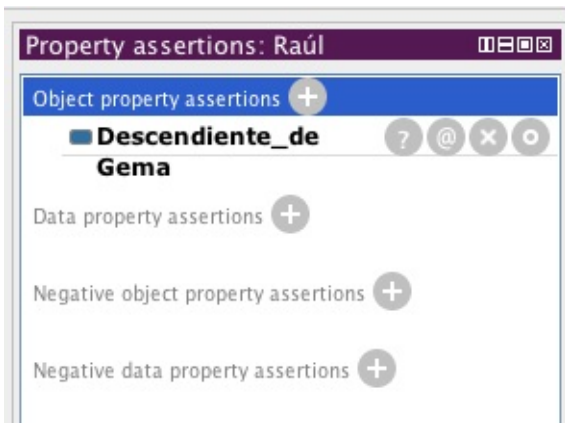 Property assertions: Raúl
Object property assertions
Descendiente_de
Gema
Data property assertions
Negative object property assertions
Negative data property assertions